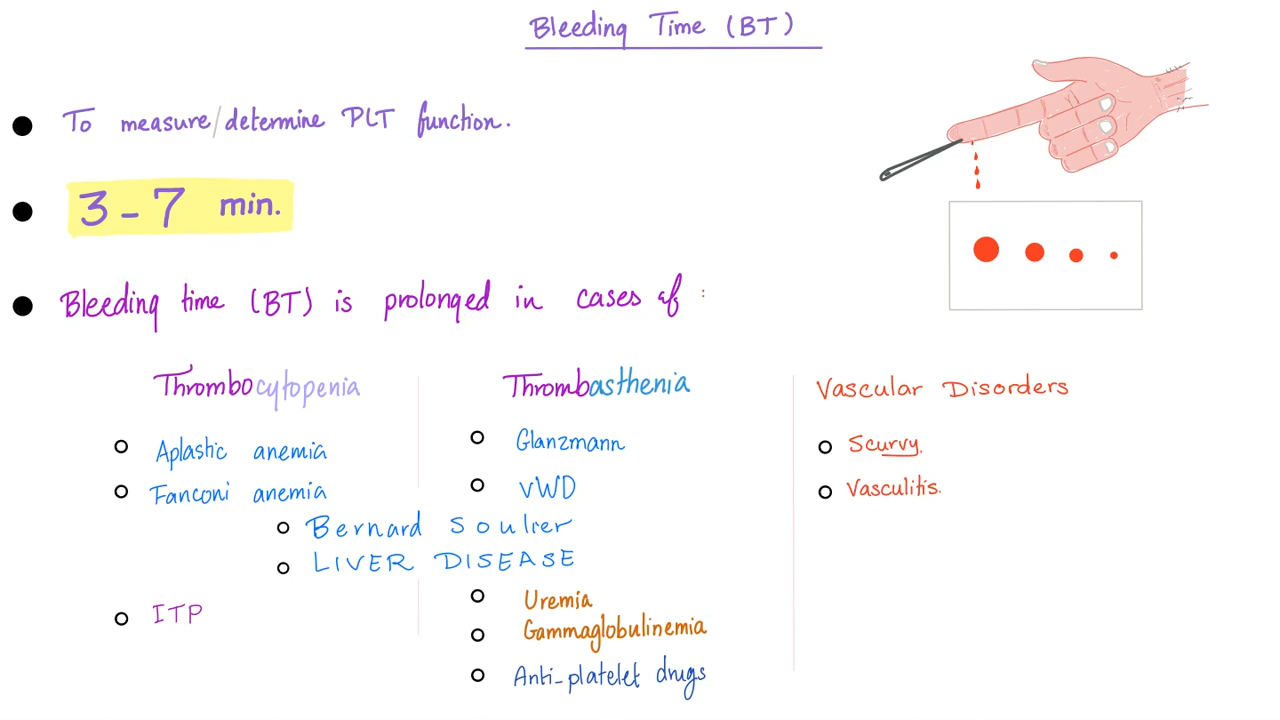 Bleeding Time (BT)
To measure/determine PLT function.
3-7 min.
Bleeding time (BT) is prolonged in cases of :
Thrombocytopenia
Aplastic anemia
Fanconi anemia
Thrombasthenia
Glanzmann
vWD
Bernard Soulier
LIVER DISEASE
ITP
Uremia
Gammaglobulinemia
Anti-platelet drugs
Vascular Disorders
Scurvy.
Vasculitis.